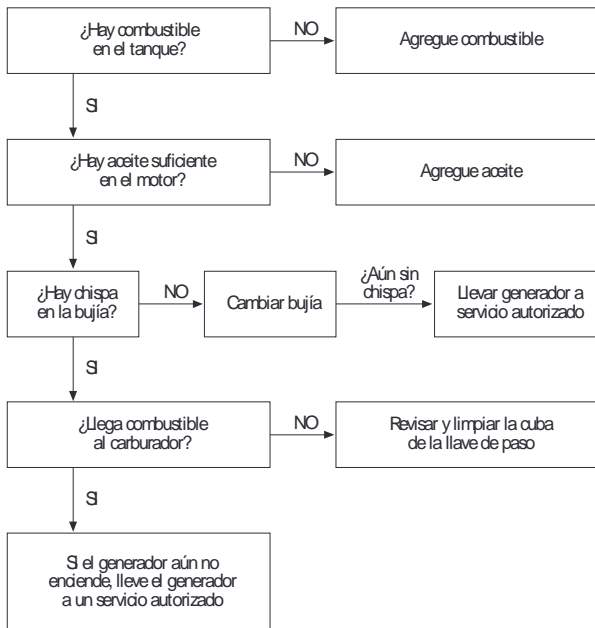 ¿Hay combustible
en el tanque?
NO
Agregue combustible
SI
¿Hay aceite suficiente
en el motor?
NO
Agregue aceite
SI
¿Hay chispa
en la bujía?
NO
Cambiar bujía
¿Aún sin
chispa?
Llevar generador a
servicio autorizado
SI
¿Llega combustible
al carburador?
NO
Revisar y limpiar la cuba
de la llave de paso
SI
SI el generador aún no
enciende, lleve el generador
a un servicio autorizado